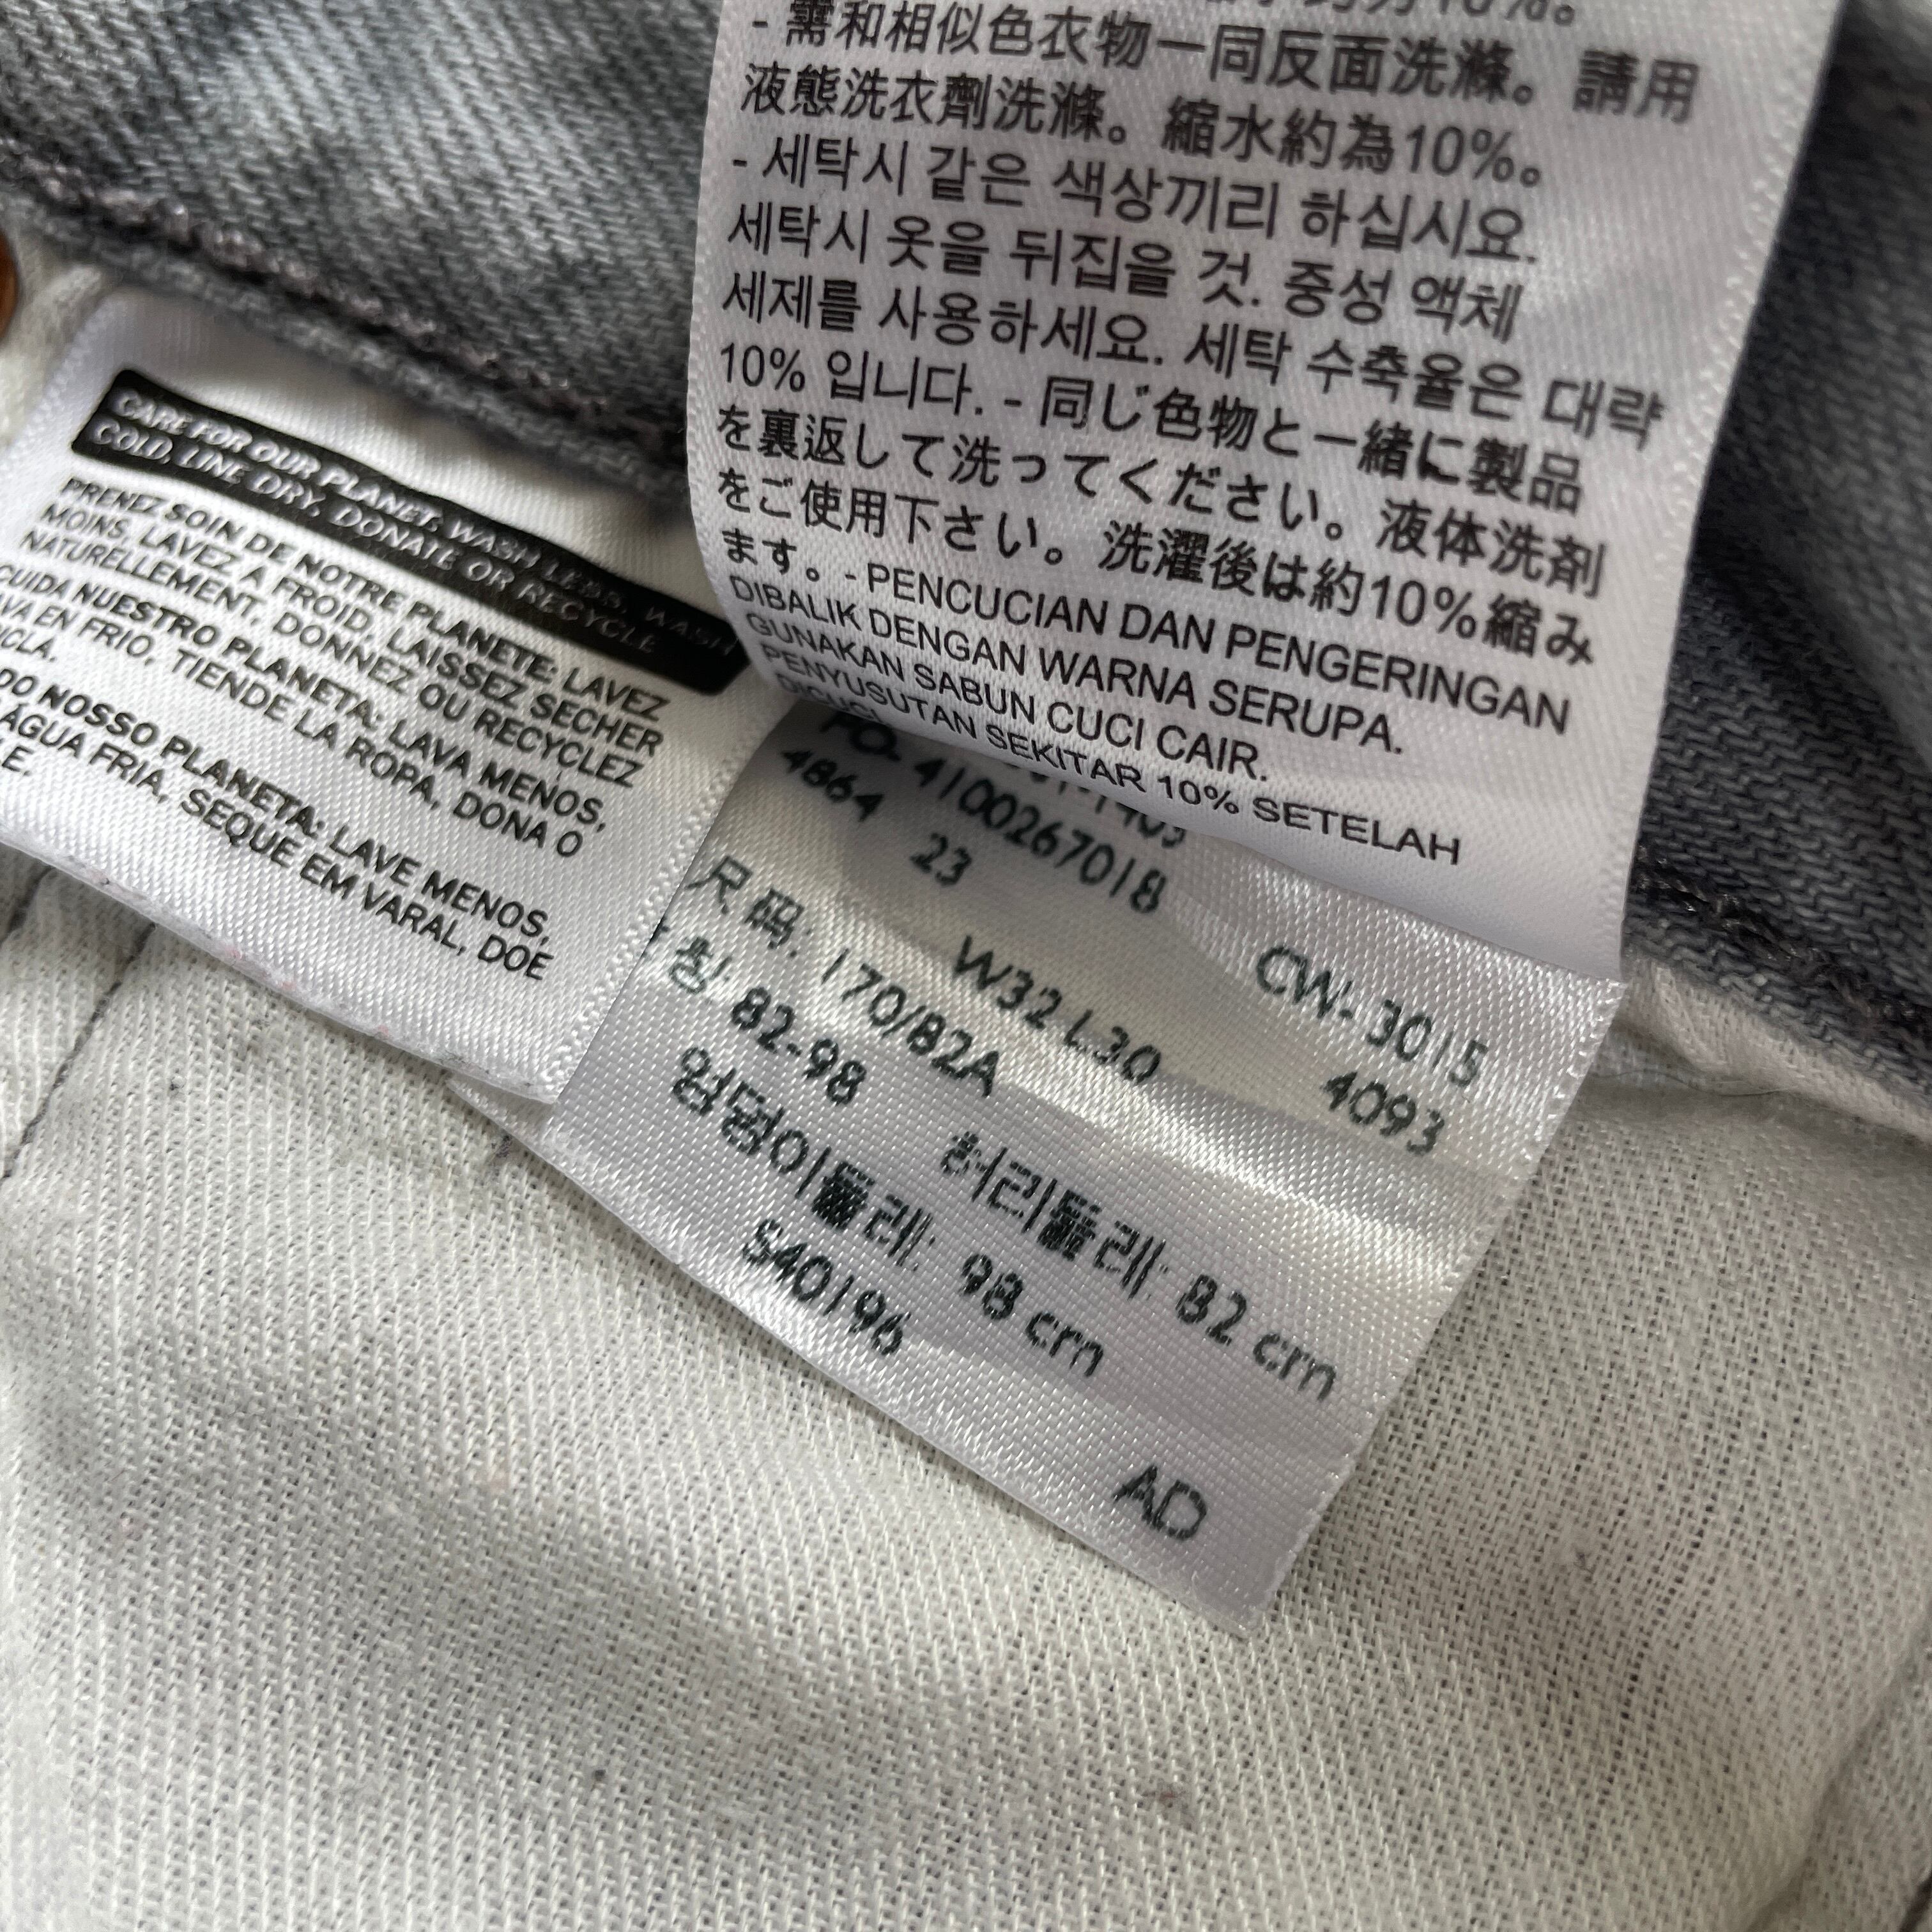 - 需和相似色衣物一同反面洗滌。請用
液態洗衣劑洗滌。縮水約為10%。
- 세탁시 같은 색상끼리 하십시요.
세탁시 옷을 뒤집을 것. 중성 액체
세제를 사용하세요. 세탁 수축율은 대략
10% 입니다. - 同じ色物と一緒に製品
を裏返して洗ってください。液体洗剤
をご使用下さい。洗濯後は約10%縮み
ます。- PENCUCIAN DAN PENGERINGAN
DIBALIK DENGAN WARNA SERUPA.
GUNAKAN SABUN CUCI CAIR.
PENYUSUTAN SEKITAR 10% SETELAH
CARE FOR OUR PLANET, WASH LESS, WASH
COLD, LINE DRY, DONATE OR RECYCLE
PRENEZ SOIN DE NOTRE PLANETE: LAVEZ
MOINS, LAVEZ A FROID, LAISSEZ SECHER
NATURELLEMENT, DONNEZ OU RECYCLEZ
CUIDA NUESTRO PLANETA: LAVA MENOS,
EN FRIO, TIENDE LA ROPA, DONA O
DO NOSSO PLANETA: LAVE MENOS,
ÁGUA FRIA, SEQUE EM VARAL, DOE
4100267018
4864 23
CW-3015
W32 L30 4093
尺码: 170/82A
82-98
허리둘레: 82 cm
엉덩이둘레: 98 cm
S40196
AD